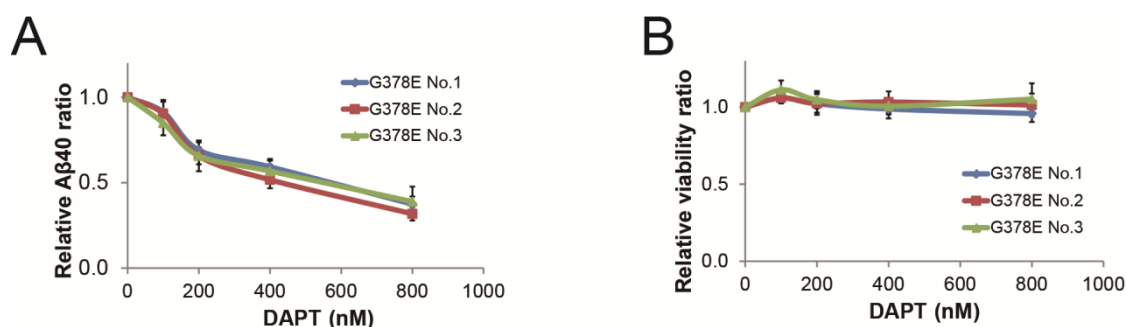 A
Relative Aβ40 ratio
1.0
0.5
0.0
G378E No.1
G378E No.2
G378E No.3
0 200 400 600 800 1000
DAPT (nM)
B
Relative viability ratio
1.0
0.5
0.0
G378E No.1
G378E No.2
G378E No.3
0 200 400 600 800 1000
DAPT (nM)